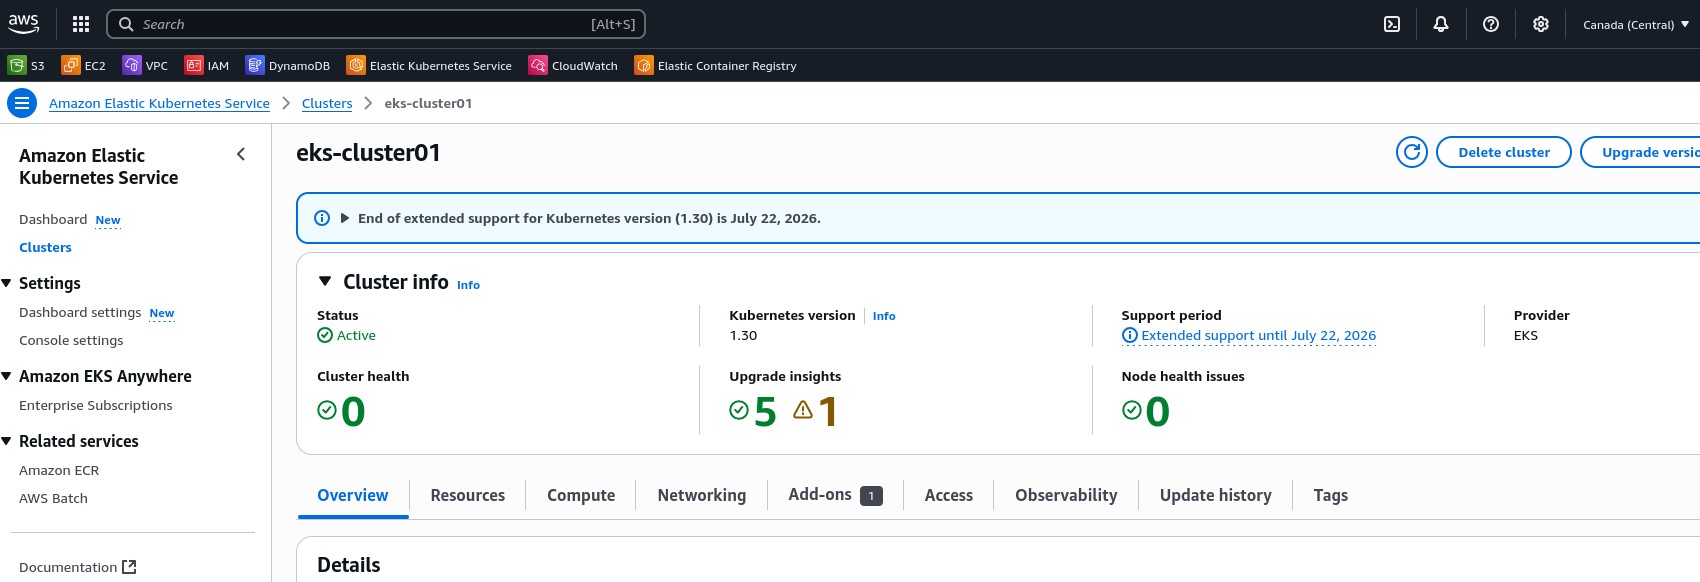 aws
Search [Alt+S] Canada (Central)
S3 EC2 VPC IAM DynamoDB Elastic Kubernetes Service CloudWatch Elastic Container Registry
Amazon Elastic Kubernetes Service Clusters eks-cluster01
Amazon Elastic
Kubernetes Service
Dashboard New
Clusters
Settings
Dashboard settings New
Console settings
Amazon EKS Anywhere
Enterprise Subscriptions
Related services
Amazon ECR
AWS Batch
Documentation
eks-cluster01
Delete cluster Upgrade versio
End of extended support for Kubernetes version (1.30) is July 22, 2026.
Cluster info Info
Status
Active
Kubernetes version Info
1.30
Support period
Extended support until July 22, 2026
Provider
EKS
Cluster health
0
Upgrade insights
5 1
Node health issues
0
Overview Resources Compute Networking Add-ons 1 Access Observability Update history Tags
Details